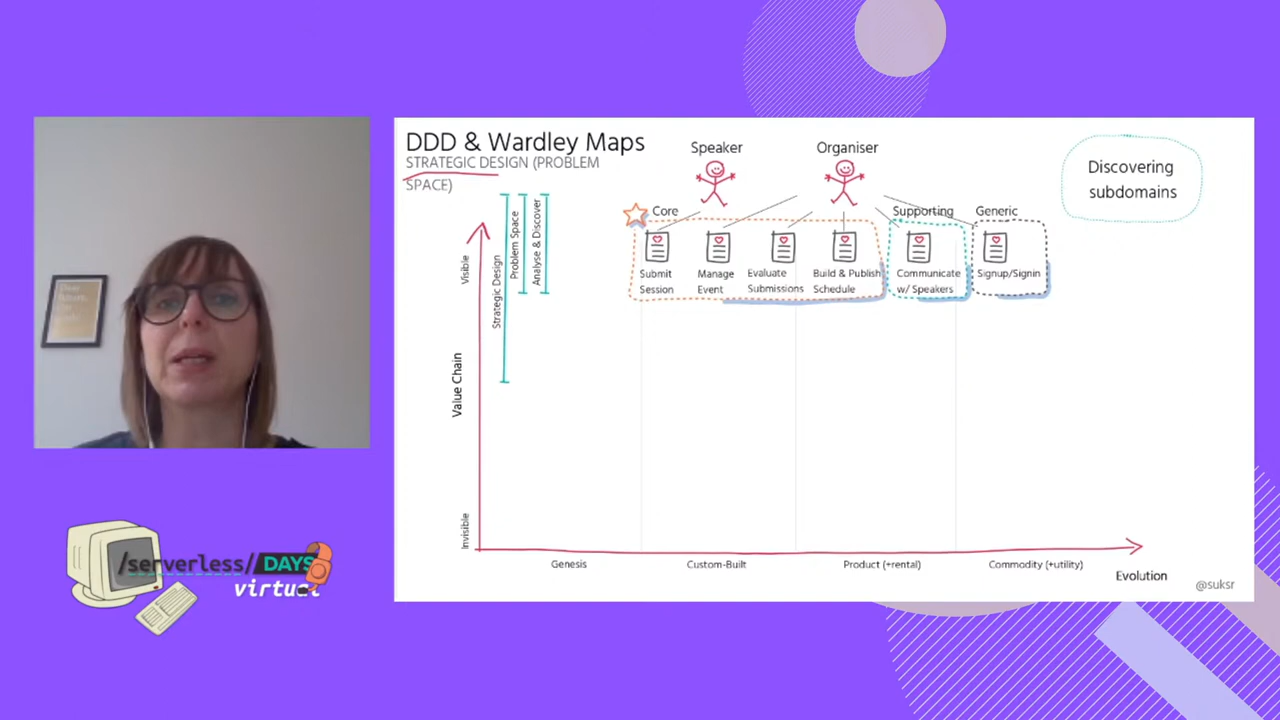 DDD & Wardley Maps
STRATEGIC DESIGN (PROBLEM
SPACE)
Speaker
Organiser
Discovering
subdomains
Core
Supporting
Generic
Submit
Session
Manage
Event
Evaluate
Submissions
Build & Publish
Schedule
Communicate
w/ Speakers
Signup/Signin
Strategic Design
Problem Space
Analyse & Discover
Visible
Value Chain
Invisible
Genesis
Custom-Built
Product (+rental)
Commodity (+utility)
Evolution
@suksr
/serverless/DAYS
virtual